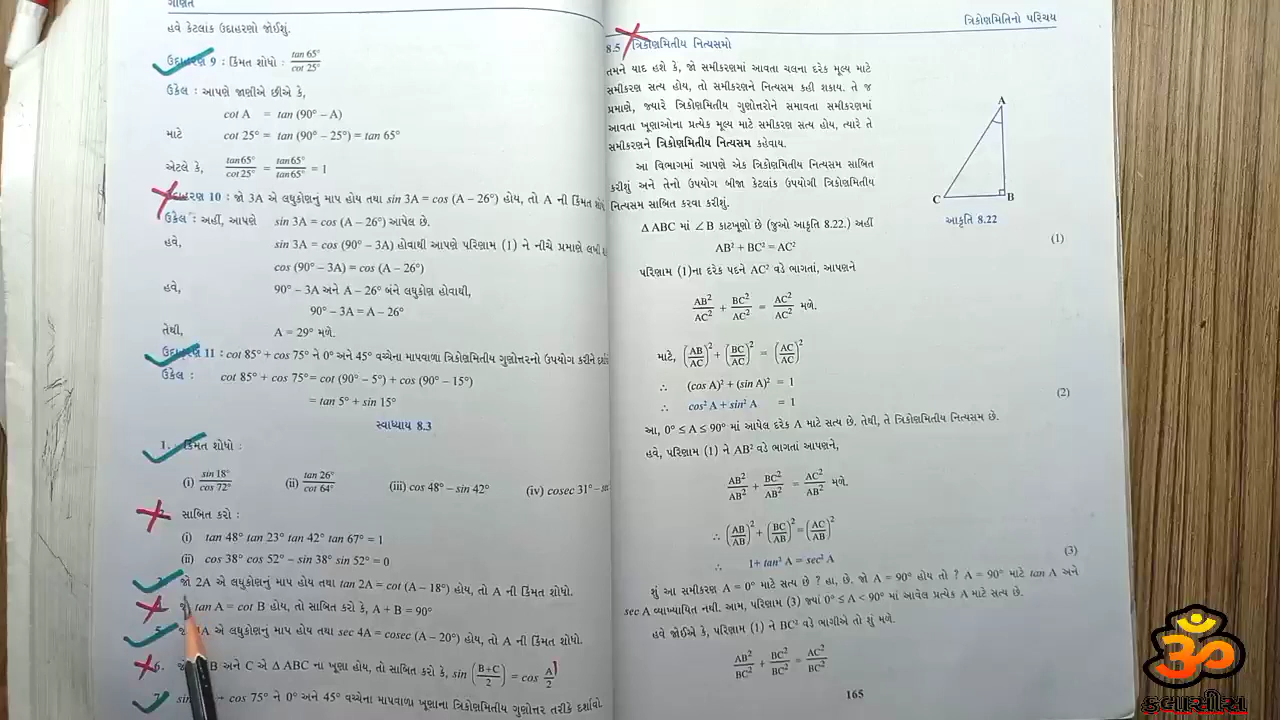 ગણિત
હવે કેટલાંક ઉદાહરણો જોઈશું.
ઉદાહરણ 9 : કિંમત શોધો : tan 65° / cot 25°
ઉકેલ : આપણે જાણીએ છીએ કે,
cot A = tan (90° – A)
માટે cot 25° = tan (90° – 25°) = tan 65°
એટલે કે, tan 65° / cot 25° = tan 65° / tan 65° = 1
10 : જો 3A એ લઘુકોણનું માપ હોય તથા sin 3A = cos (A – 26°) હોય, તો A ની કિંમત
ઉકેલ : અહીં, આપણે sin 3A = cos (A – 26°) આપેલ છે.
હવે, sin 3A = cos (90° – 3A) હોવાથી આપણે પરિણામ (1) ને નીચે પ્રમાણે લખી
cos (90° – 3A) = cos (A – 26°)
હવે, 90° – 3A અને A – 26° બંને લઘુકોણ હોવાથી,
90° – 3A = A – 26°
તેથી, A = 29° મળે.
ઉદાહરણ 11 : cot 85° + cos 75° ને 0° અને 45° વચ્ચેના માપવાળા ત્રિકોણમિતીય ગુણોત્તરનો ઉપયોગ કરીને
ઉકેલ : cot 85° + cos 75° = cot (90° – 5°) + cos (90° – 15°)
= tan 5° + sin 15°
સ્વાધ્યાય 8.3
1. કિંમત શોધો :
(i) sin 18° / cos 72° (ii) tan 26° / cot 64° (iii) cos 48° – sin 42° (iv) cosec 31° –
સાબિત કરો :
(i) tan 48° tan 23° tan 42° tan 67° = 1
(ii) cos 38° cos 52° – sin 38° sin 52° = 0
જો 2A એ લઘુકોણનું માપ હોય તથા tan 2A = cot (A – 18°) હોય, તો A ની કિંમત શોધો.
tan A = cot B હોય, તો સાબિત કરો કે, A + B = 90°
5. એ લઘુકોણનું માપ હોય તથા sec 4A = cosec (A – 20°) હોય, તો A ની કિંમત શોધો.
6. B અને C એ Δ ABC ના ખૂણા હોય, તો સાબિત કરો કે, sin (B+C / 2) = cos A/2
7. sin cos 75° ને 0° અને 45° વચ્ચેના માપવાળા ખૂણાના ત્રિકોણમિતીય ગુણોત્તર તરીકે દર્શાવો.
ત્રિકોણમિતિનો પરિચય
8.5 ત્રિકોણમિતીય નિત્યસમો
તમને યાદ હશે કે, જો સમીકરણમાં આવતા ચલના દરેક મૂલ્ય માટે
સમીકરણ સત્ય હોય, તો સમીકરણને નિત્યસમ કહી શકાય. તે જ
પ્રમાણે, જ્યારે ત્રિકોણમિતીય ગુણોત્તરોને સમાવતા સમીકરણમાં
આવતા ખૂણાઓના પ્રત્યેક મૂલ્ય માટે સમીકરણ સત્ય હોય, ત્યારે તે
સમીકરણને ત્રિકોણમિતીય નિત્યસમ કહેવાય.
આ વિભાગમાં આપણે એક ત્રિકોણમિતીય નિત્યસમ સાબિત
કરીશું અને તેનો ઉપયોગ બીજા કેટલાંક ઉપયોગી ત્રિકોણમિતીય
નિત્યસમ સાબિત કરવા કરીશું.
A
C
B
આકૃતિ 8.22
Δ ABC માં ∠ B કાટખૂણો છે (જુઓ આકૃતિ 8.22.) અહીં
AB² + BC² = AC² (1)
પરિણામ (1)ના દરેક પદને AC² વડે ભાગતાં, આપણને
AB²/AC² + BC²/AC² = AC²/AC² મળે.
માટે, (AB/AC)² + (BC/AC)² = (AC/AC)²
∴ (cos A)² + (sin A)² = 1
∴ cos² A + sin² A = 1 (2)
આ, 0° ≤ A ≤ 90° માં આપેલ દરેક A માટે સત્ય છે. તેથી, તે ત્રિકોણમિતીય નિત્યસમ છે.
હવે, પરિણામ (1) ને AB² વડે ભાગતાં આપણને,
AB²/AB² + BC²/AB² = AC²/AB² મળે.
∴ (AB/AB)² + (BC/AB)² = (AC/AB)²
∴ 1+ tan² A = sec² A (3)
શું આ સમીકરણ A = 0° માટે સત્ય છે ? હા, છે. જો A = 90° હોય તો ? A = 90° માટે tan A અને
sec A વ્યાખ્યાયિત નથી. આમ, પરિણામ (3) જ્યાં 0° ≤ A < 90° માં આવેલ પ્રત્યેક A માટે સત્ય છે.
હવે જોઈએ કે, પરિણામ (1) ને BC² વડે ભાગીએ તો શું મળે.
AB²/BC² + BC²/BC² = AC²/BC²
165
ૐ
ક્લાસીસ